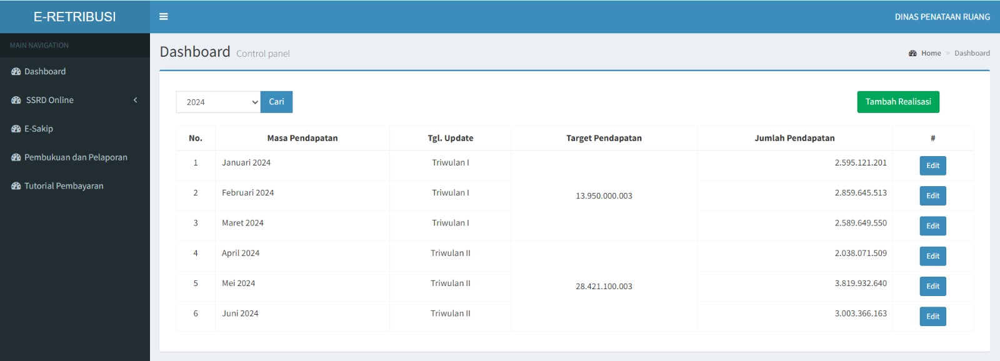 E-RETRIBUSI
DINAS PENATAAN RUANG
MAIN NAVIGATION
Dashboard
SSRD Online
E-Sakip
Pembukuan dan Pelaporan
Tutorial Pembayaran
Dashboard Control panel
Home > Dashboard
2024 Cari
Tambah Realisasi
No. Masa Pendapatan Tgl. Update Target Pendapatan Jumlah Pendapatan #
1 Januari 2024 Triwulan I 2.595.121.201 Edit
2 Februari 2024 Triwulan I 13.950.000.003 2.859.645.513 Edit
3 Maret 2024 Triwulan I 2.589.649.550 Edit
4 April 2024 Triwulan II 2.038.071.509 Edit
5 Mei 2024 Triwulan II 28.421.100.003 3.819.932.640 Edit
6 Juni 2024 Triwulan II 3.003.366.163 Edit